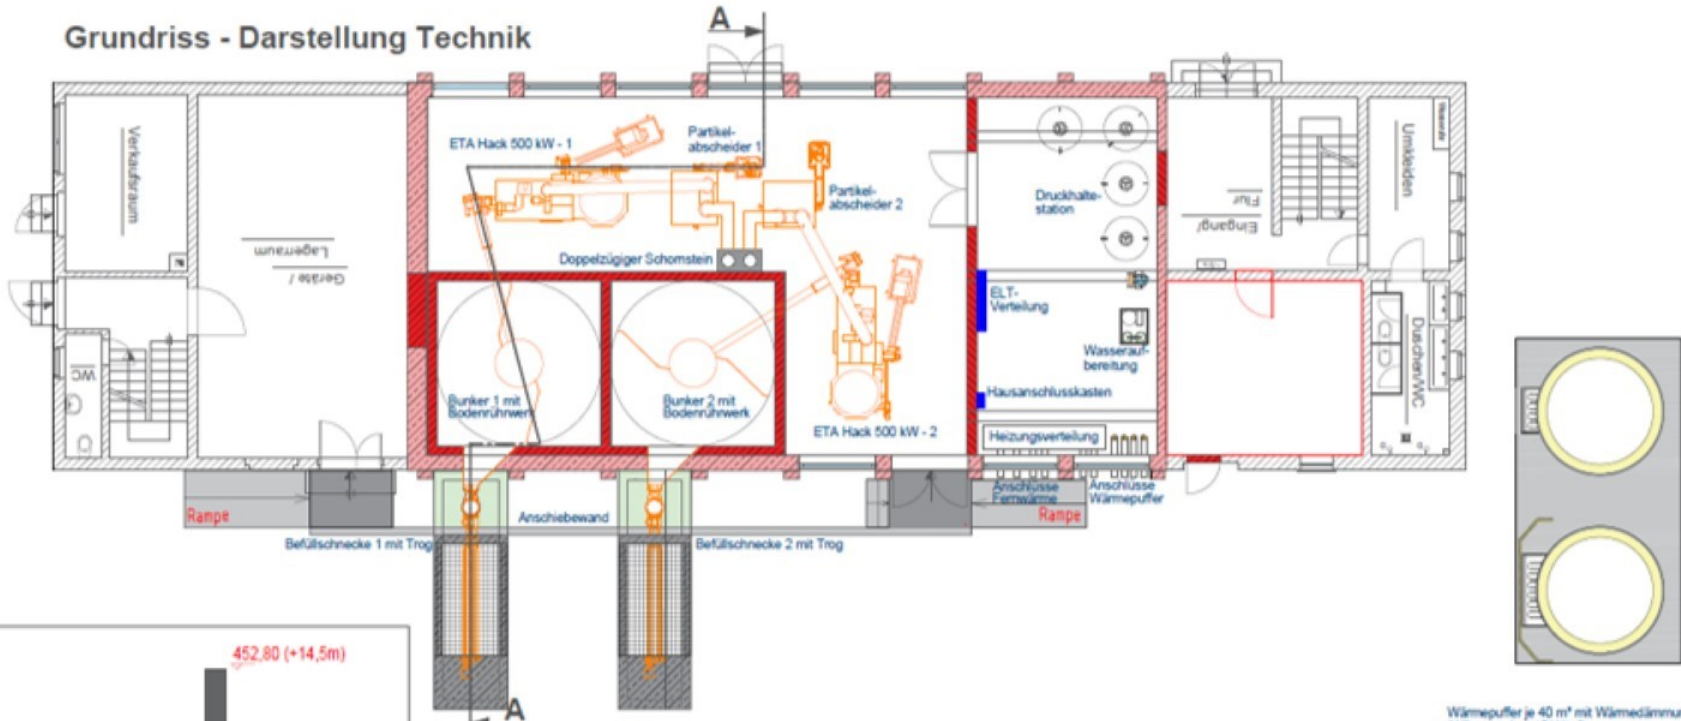 Grundriss - Darstellung Technik
A
Verkaufsraum
Geräte /
Lagerraum
WC
ETA Hack 500 kW - 1
Partikel-
abscheider 1
Partikel-
abscheider 2
Doppelzügiger Schornstein
Bunker 1 mit
Bodenrührwerk
Bunker 2 mit
Bodenrührwerk
ETA Hack 500 kW - 2
Druckhalte-
station
ELT-
Verteilung
Wasserauf-
bereitung
Hausanschlusskasten
Heizungsverteilung
Eingang/
Flur
Umkleiden
Duschen/WC
Anschlüsse
Fernwärme
Anschlüsse
Wärmepuffer
Rampe
Anschiebewand
Rampe
Befüllschnecke 1 mit Trog
Befüllschnecke 2 mit Trog
452,80 (+14,5m)
A
Wärmepuffer je 40 m³ mit Wärmedämmu